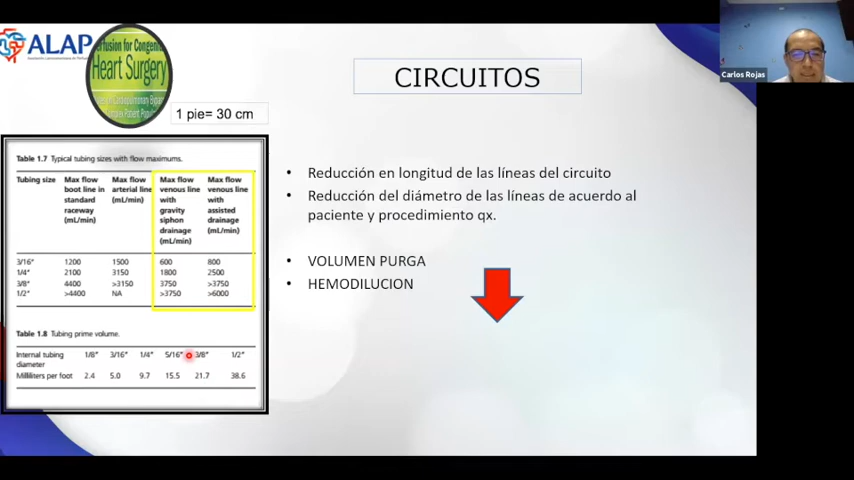 ALAP
Perfusion for Congenital
Heart Surgery
1 pie= 30 cm
CIRCUITOS
Carlos Rojas
Table 1.7 Typical tubing sizes with flow maximums.
Tubing size Max flow boot line in standard raceway (mL/min) Max flow arterial line (mL/min) Max flow venous line with gravity siphon drainage (mL/min) Max flow venous line with assisted drainage (mL/min)
3/16" 1200 1500 600 800
1/4" 2100 3150 1800 2500
3/8" 4400 >3150 3750 >3750
1/2" >4400 NA >3750 >6000
Table 1.8 Tubing prime volume.
Internal tubing diameter 1/8" 3/16" 1/4" 5/16" 3/8" 1/2"
Milliliters per foot 2.4 5.0 9.7 15.5 21.7 38.6
• Reducción en longitud de las líneas del circuito
• Reducción del diámetro de las líneas de acuerdo al
paciente y procedimiento qx.
• VOLUMEN PURGA
• HEMODILUCION